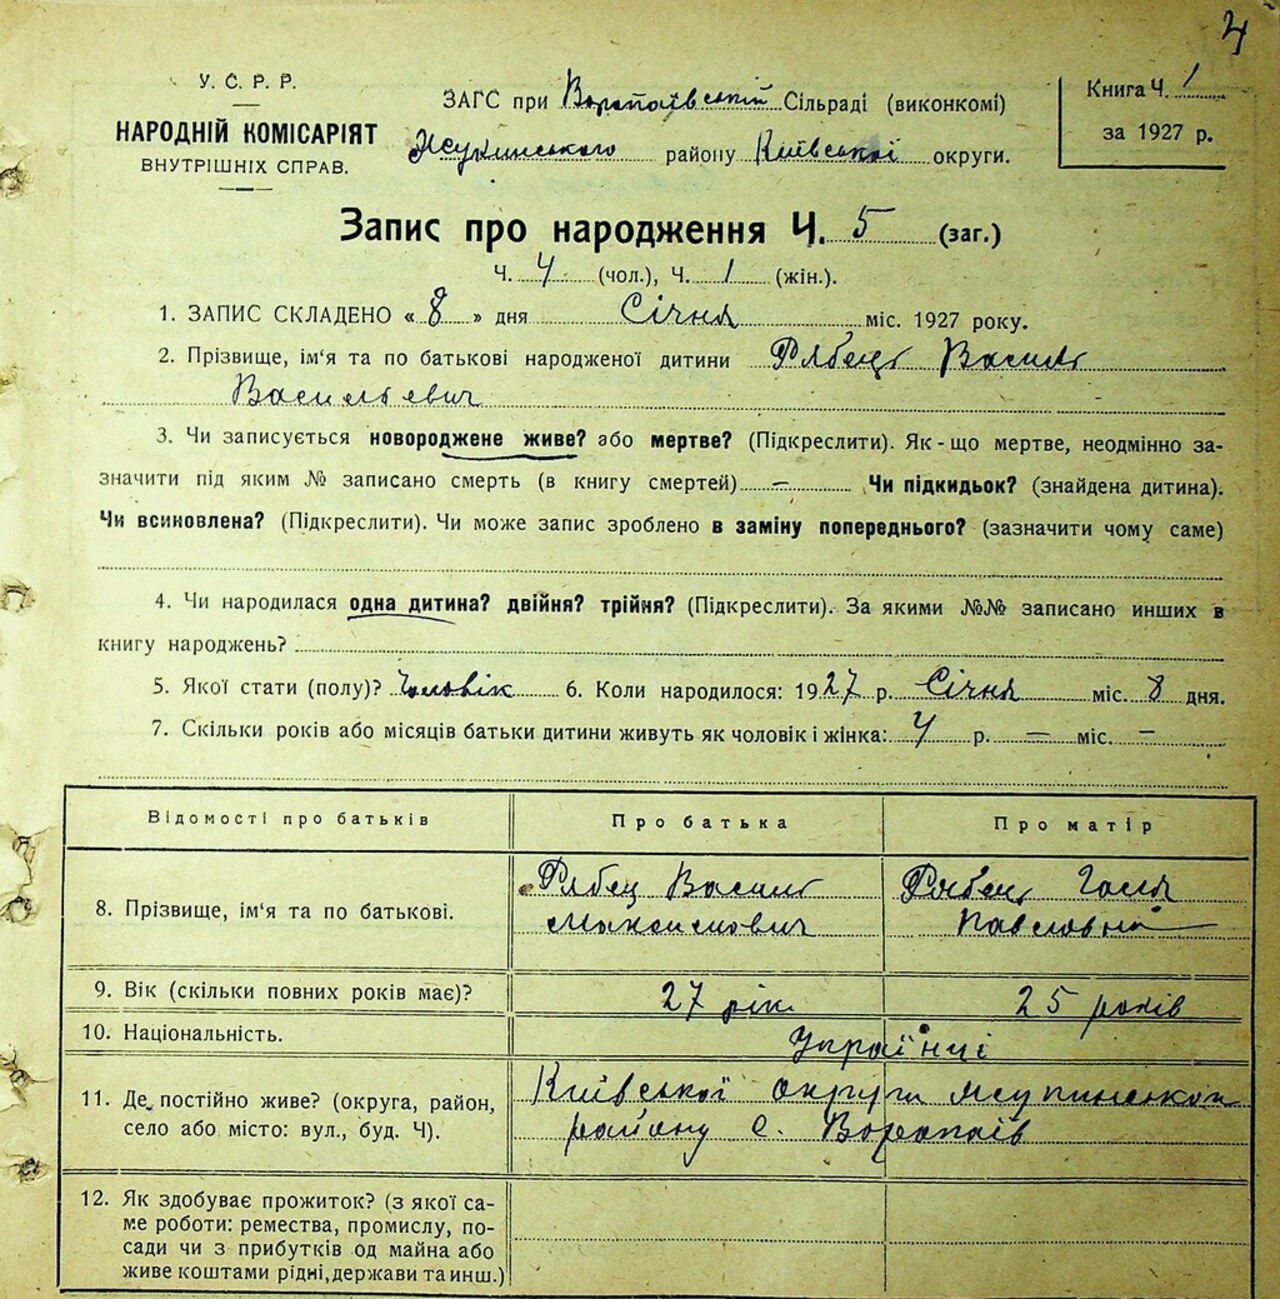 4
У. С. Р. Р.
НАРОДНІЙ КОМІСАРІЯТ
ВНУТРІШНІХ СПРАВ.
ЗАГС при Воропаївській Сільраді (виконкомі)
району Київської округи.
Книга Ч. 1
за 1927 р.
Запис про народження Ч. 5 (заг.)
Ч. 4 (чол.), Ч. 1 (жін.).
1. ЗАПИС СКЛАДЕНО « 8 » дня Січня міс. 1927 року.
2. Прізвище, ім‘я та по батькові народженої дитини Рябець Василь
Васильевич
3. Чи записується новороджене живе? або мертве? (Підкреслити). Як-що мертве, неодмінно за-
значити під яким № записано смерть (в книгу смертей) — Чи підкидьок? (знайдена дитина).
Чи всиновлена? (Підкреслити). Чи може запис зроблено в заміну попереднього? (зазначити чому саме)
4. Чи народилася одна дитина? двійня? трійня? (Підкреслити). За якими №№ записано инших в
книгу народжень?
5. Якої стати (полу)? Чоловік 6. Коли народилося: 1927 р. Січня міс. 8 дня.
7. Скільки років або місяців батьки дитини живуть як чоловік і жінка: 4 р. — міс. —
Відомості про батьків Про батька Про матір
8. Прізвище, ім‘я та по батькові. Рябец Василь Рябец Галя
Максимович Павловна
9. Вік (скільки повних років має)? 27 рік 25 років
10. Національність. Українці
11. Де постійно живе? (округа, район, Київської округи
село або місто: вул., буд. Ч). району с. Воропаїв
12. Як здобуває прожиток? (з якої са-
ме роботи: ремества, промислу, по-
сади чи з прибутків од майна або
живе коштами рідні, держави та инш.)